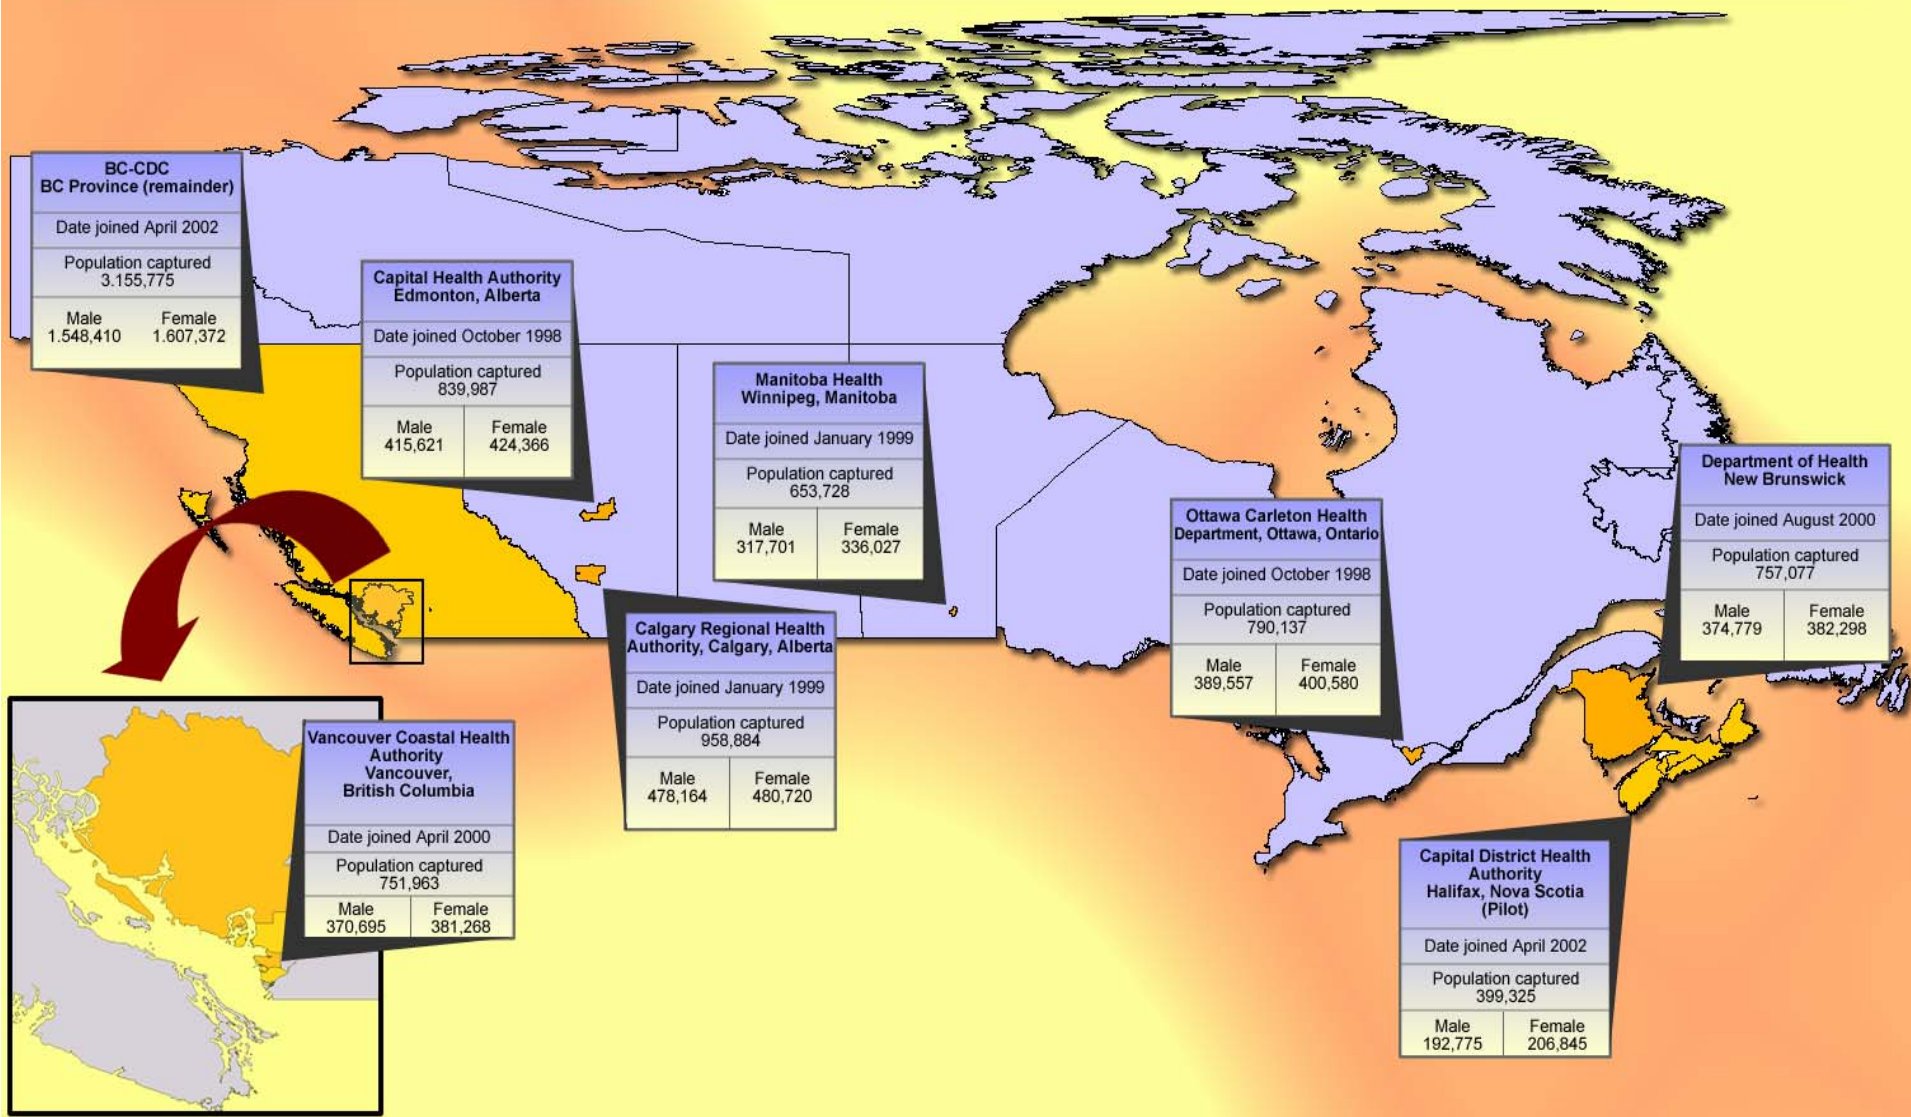 BC-CDC
BC Province (remainder)
Date joined April 2002
Population captured
3.155,775
Male Female
1.548,410 1.607,372
Capital Health Authority
Edmonton, Alberta
Date joined October 1998
Population captured
839,987
Male Female
415,621 424,366
Manitoba Health
Winnipeg, Manitoba
Date joined January 1999
Population captured
653,728
Male Female
317,701 336,027
Department of Health
New Brunswick
Date joined August 2000
Population captured
757,077
Male Female
374,779 382,298
Ottawa Carleton Health
Department, Ottawa, Ontario
Date joined October 1998
Population captured
790,137
Male Female
389,557 400,580
Calgary Regional Health
Authority, Calgary, Alberta
Date joined January 1999
Population captured
958,884
Male Female
478,164 480,720
Vancouver Coastal Health
Authority
Vancouver,
British Columbia
Date joined April 2000
Population captured
751,963
Male Female
370,695 381,268
Capital District Health
Authority
Halifax, Nova Scotia
(Pilot)
Date joined April 2002
Population captured
399,325
Male Female
192,775 206,845